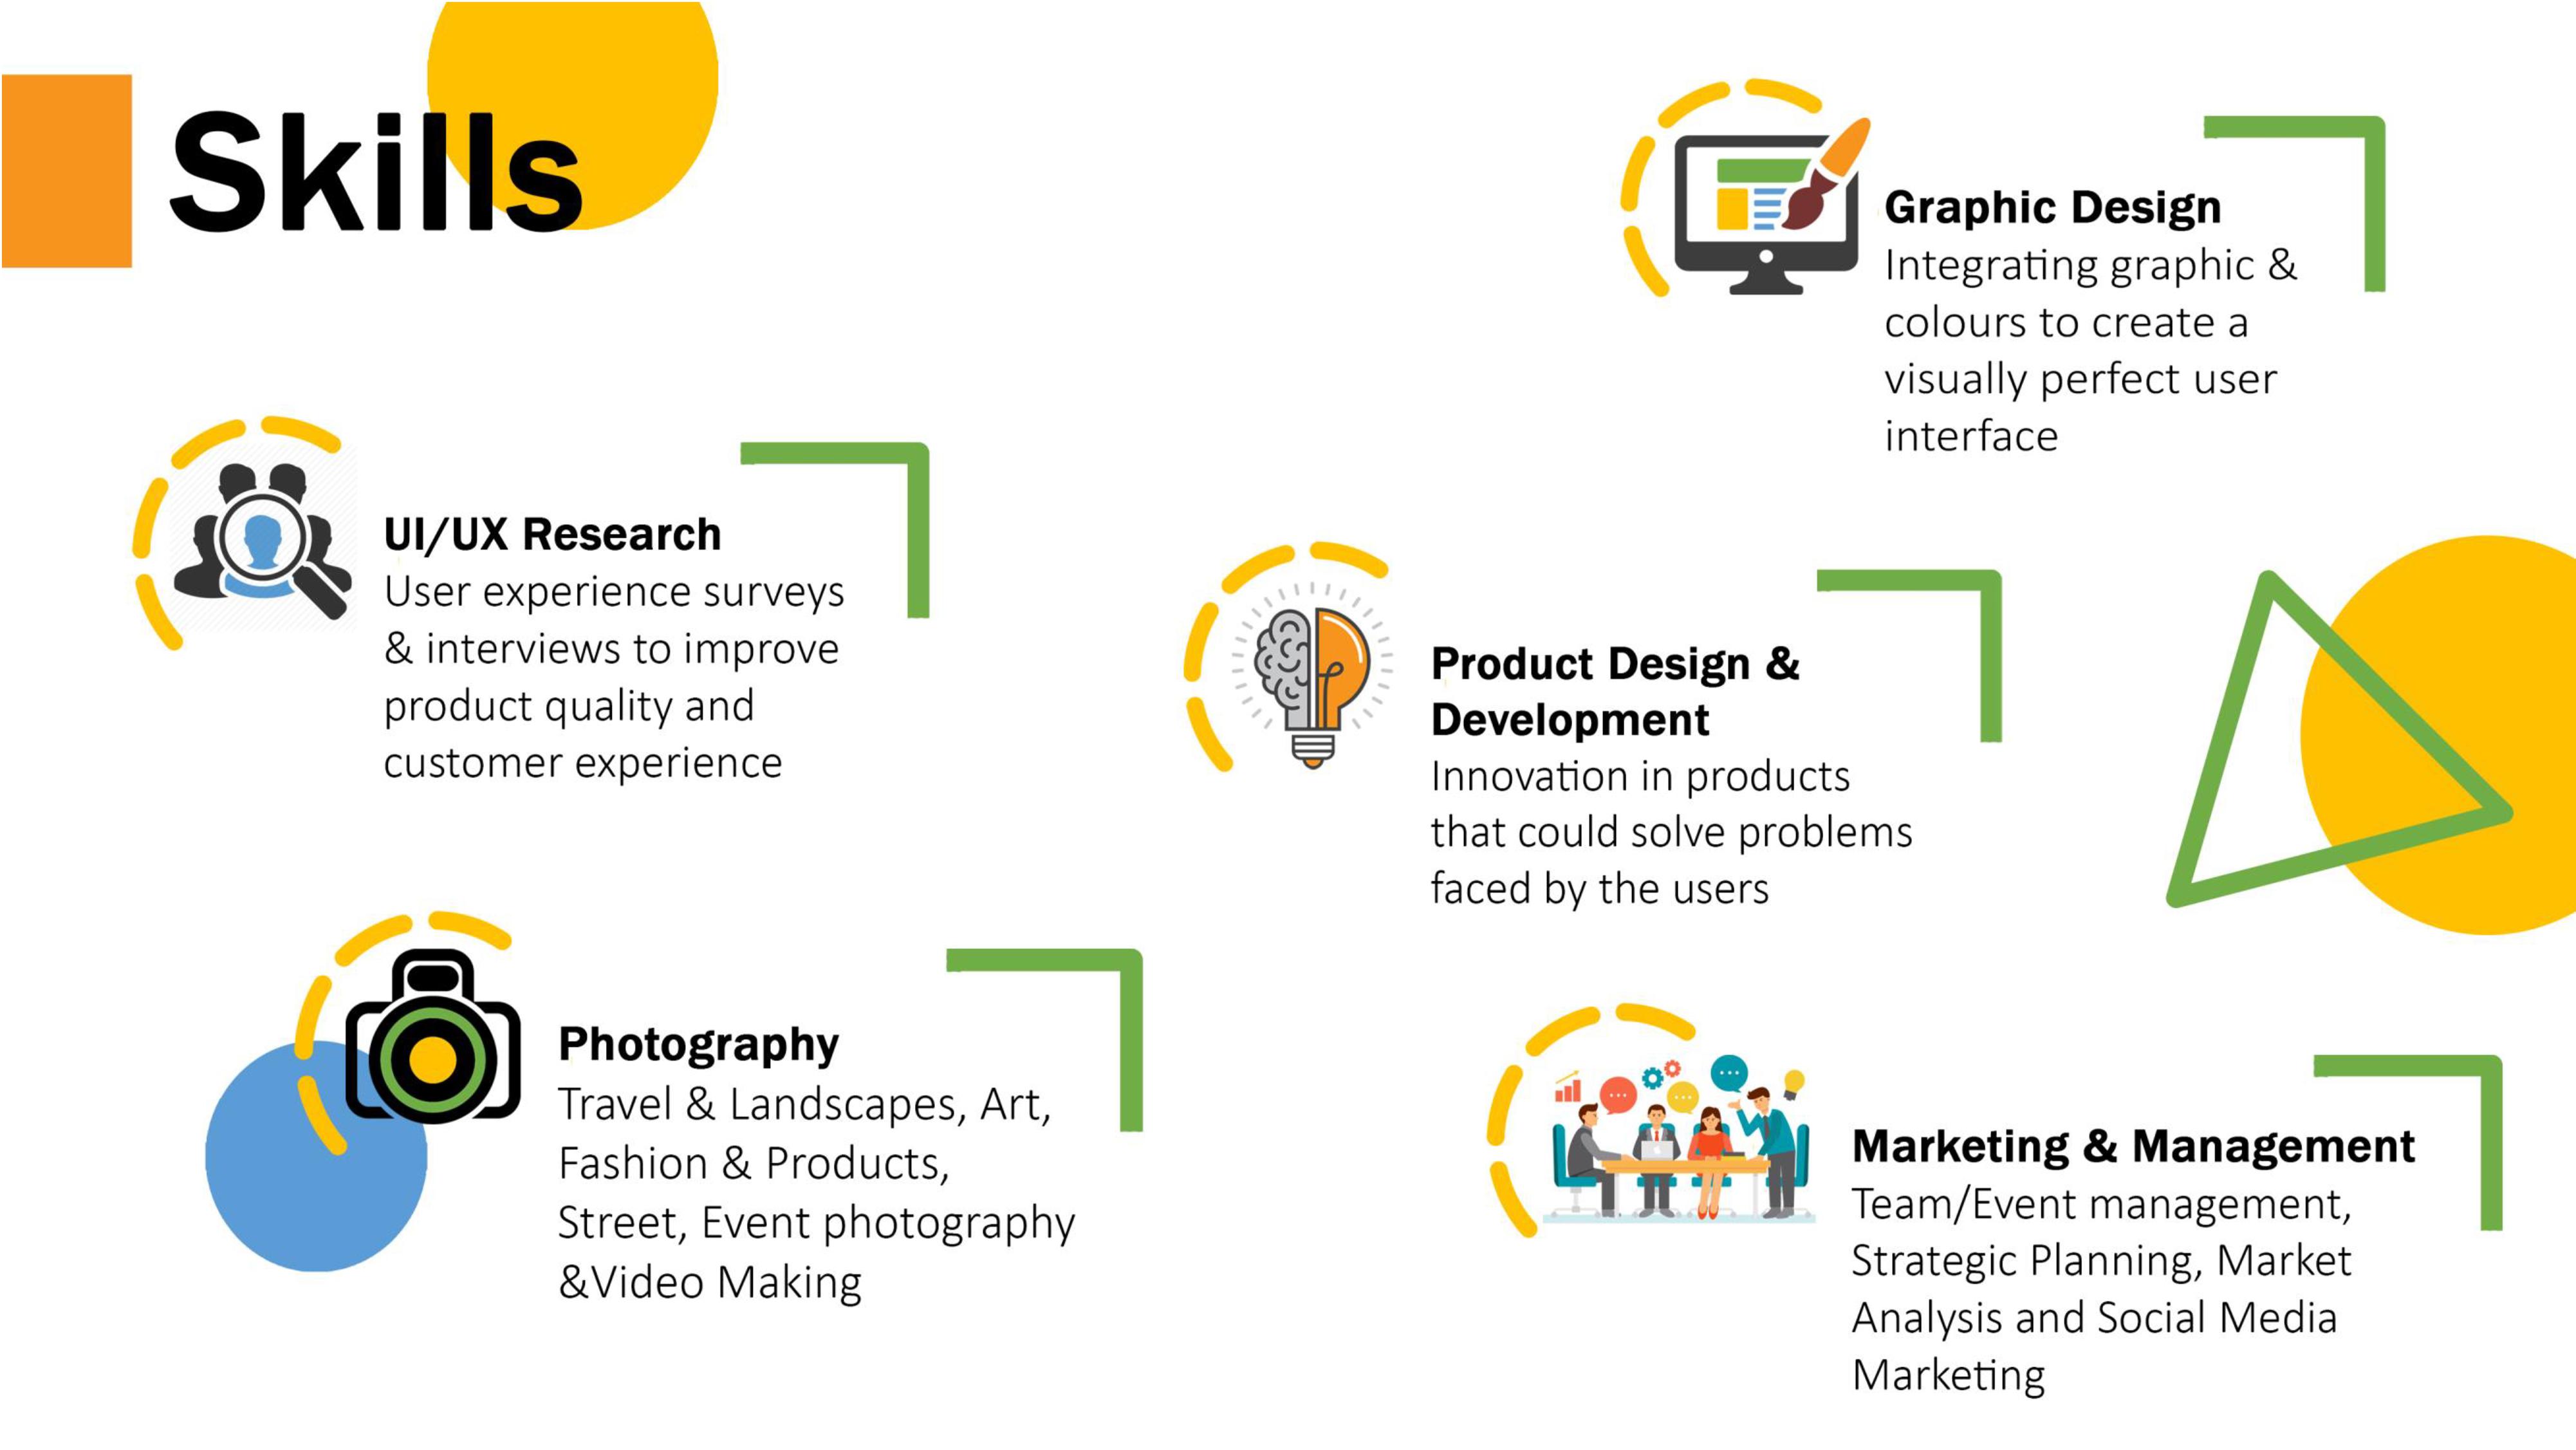 Skills
Graphic Design
Integrating graphic &
colours to create a
visually perfect user
interface
UI/UX Research
User experience surveys
& interviews to improve
product quality and
customer experience
Product Design &
Development
Innovation in products
that could solve problems
faced by the users
Photography
Travel & Landscapes, Art,
Fashion & Products,
Street, Event photography
&Video Making
Marketing & Management
Team/Event management,
Strategic Planning, Market
Analysis and Social Media
Marketing